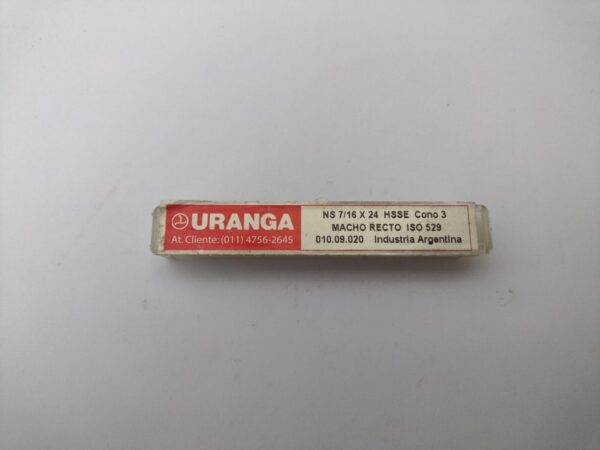 URANGA
At. Cliente: (011) 4756-2645
NS 7/16 X 24 HSSE Cono 3
MACHO RECTO ISO 529
010.09.020 Industria Argentina